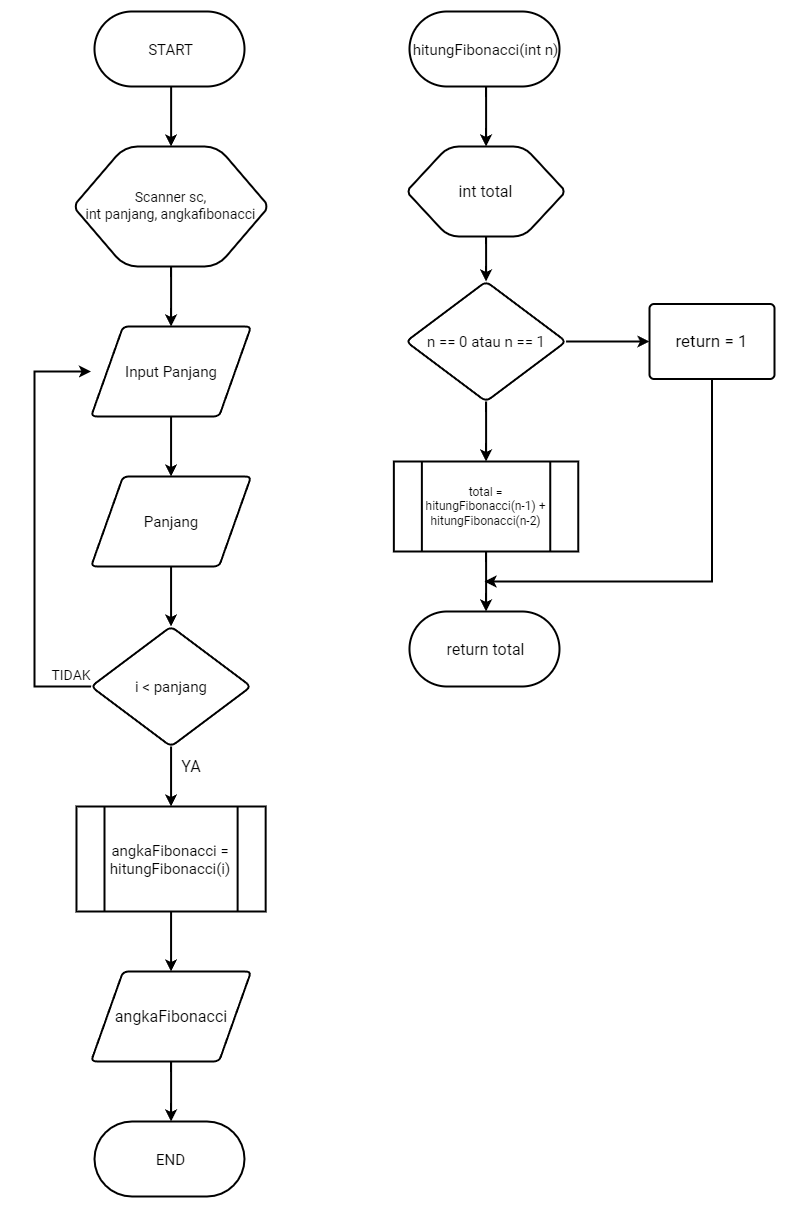 START
Scanner sc,
int panjang, angkafibonacci
Input Panjang
Panjang
i < panjang
TIDAK
YA
angkaFibonacci =
hitungFibonacci(i)
angkaFibonacci
END
hitungFibonacci(int n)
int total
n == 0 atau n == 1
return = 1
total =
hitungFibonacci(n-1) +
hitungFibonacci(n-2)
return total